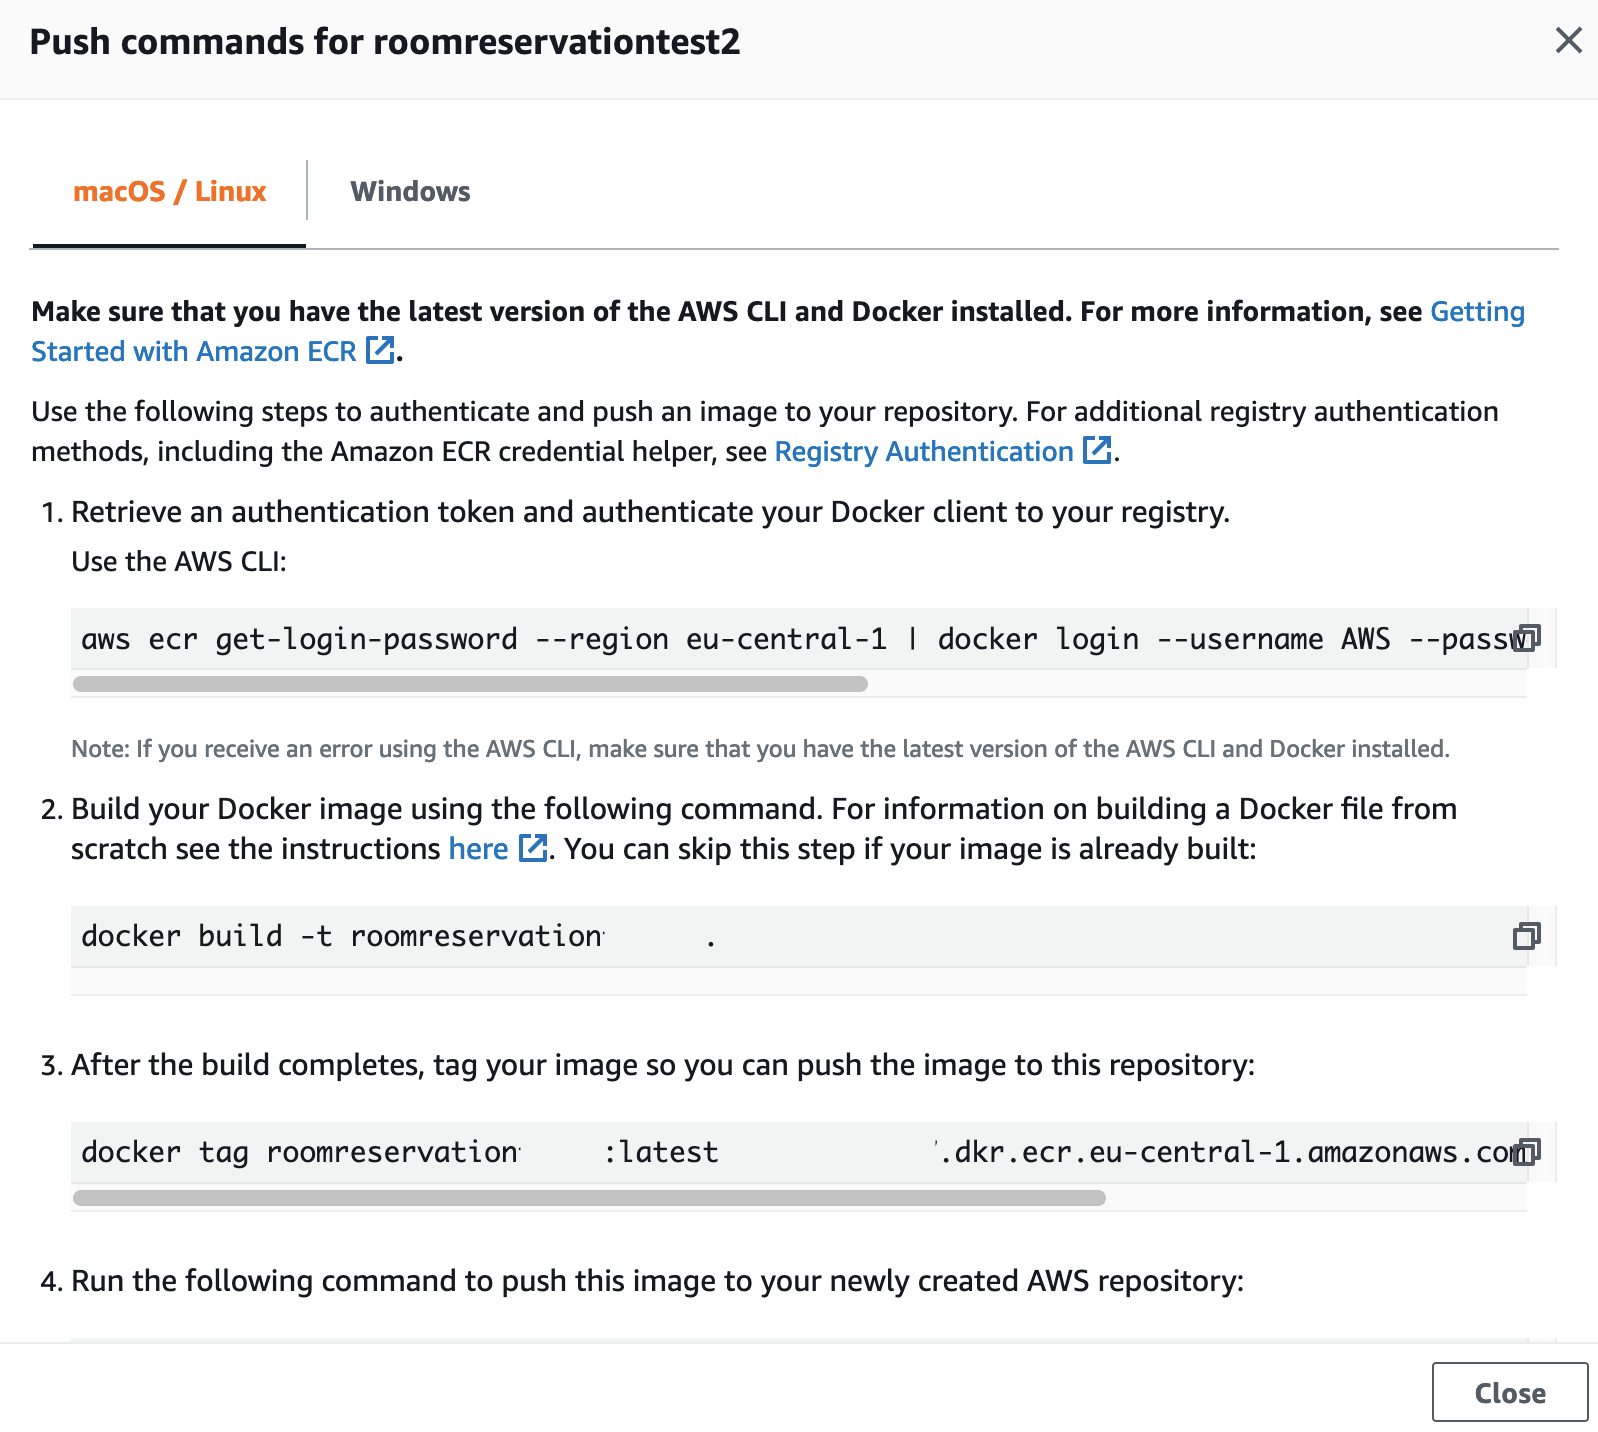 Push commands for roomreservationtest2
macOS / Linux
Windows
Make sure that you have the latest version of the AWS CLI and Docker installed. For more information, see Getting
Started with Amazon ECR.
Use the following steps to authenticate and push an image to your repository. For additional registry authentication
methods, including the Amazon ECR credential helper, see Registry Authentication.
1. Retrieve an authentication token and authenticate your Docker client to your registry.
Use the AWS CLI:
aws ecr get-login-password --region eu-central-1 | docker login --username AWS --passw
Note: If you receive an error using the AWS CLI, make sure that you have the latest version of the AWS CLI and Docker installed.
2. Build your Docker image using the following command. For information on building a Docker file from
scratch see the instructions here. You can skip this step if your image is already built:
docker build -t roomreservation .
3. After the build completes, tag your image so you can push the image to this repository:
docker tag roomreservation :latest .dkr.ecr.eu-central-1.amazonaws.com
4. Run the following command to push this image to your newly created AWS repository:
Close